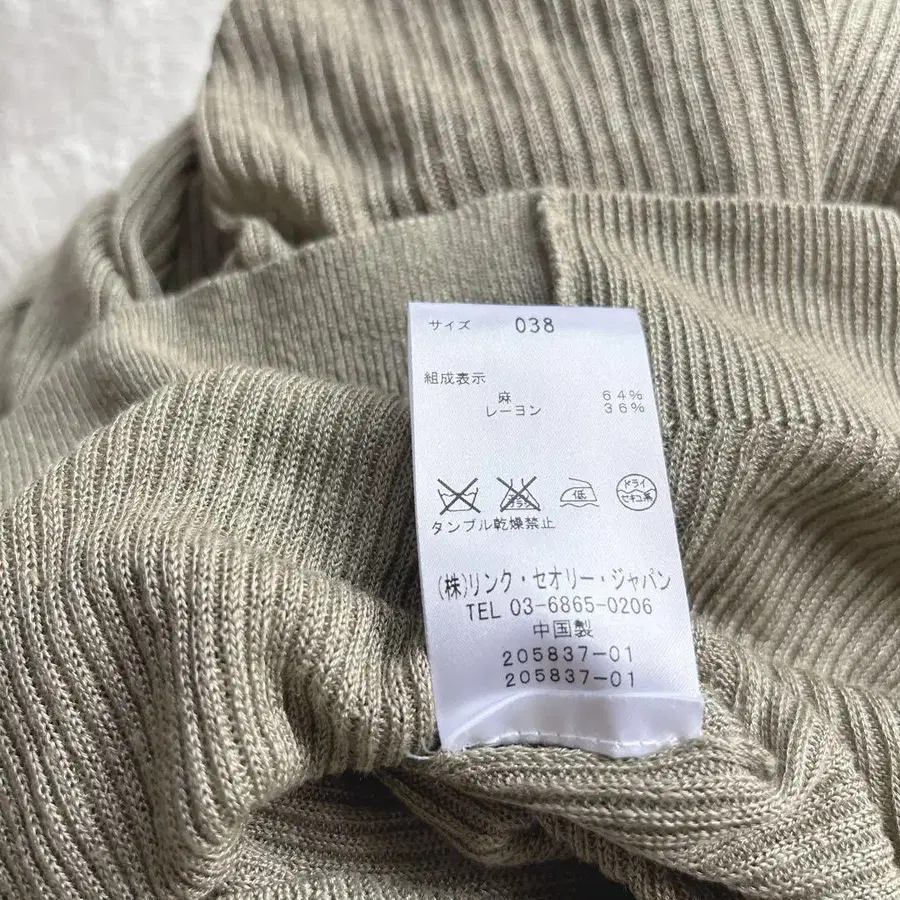 サイズ 038
組成表示
麻 64%
レーヨン 36%
低 ドライ
セキユ系
タンブル乾燥禁止
(株)リンク・セオリー・ジャパン
TEL 03-6865-0206
中国製
205837-01
205837-01